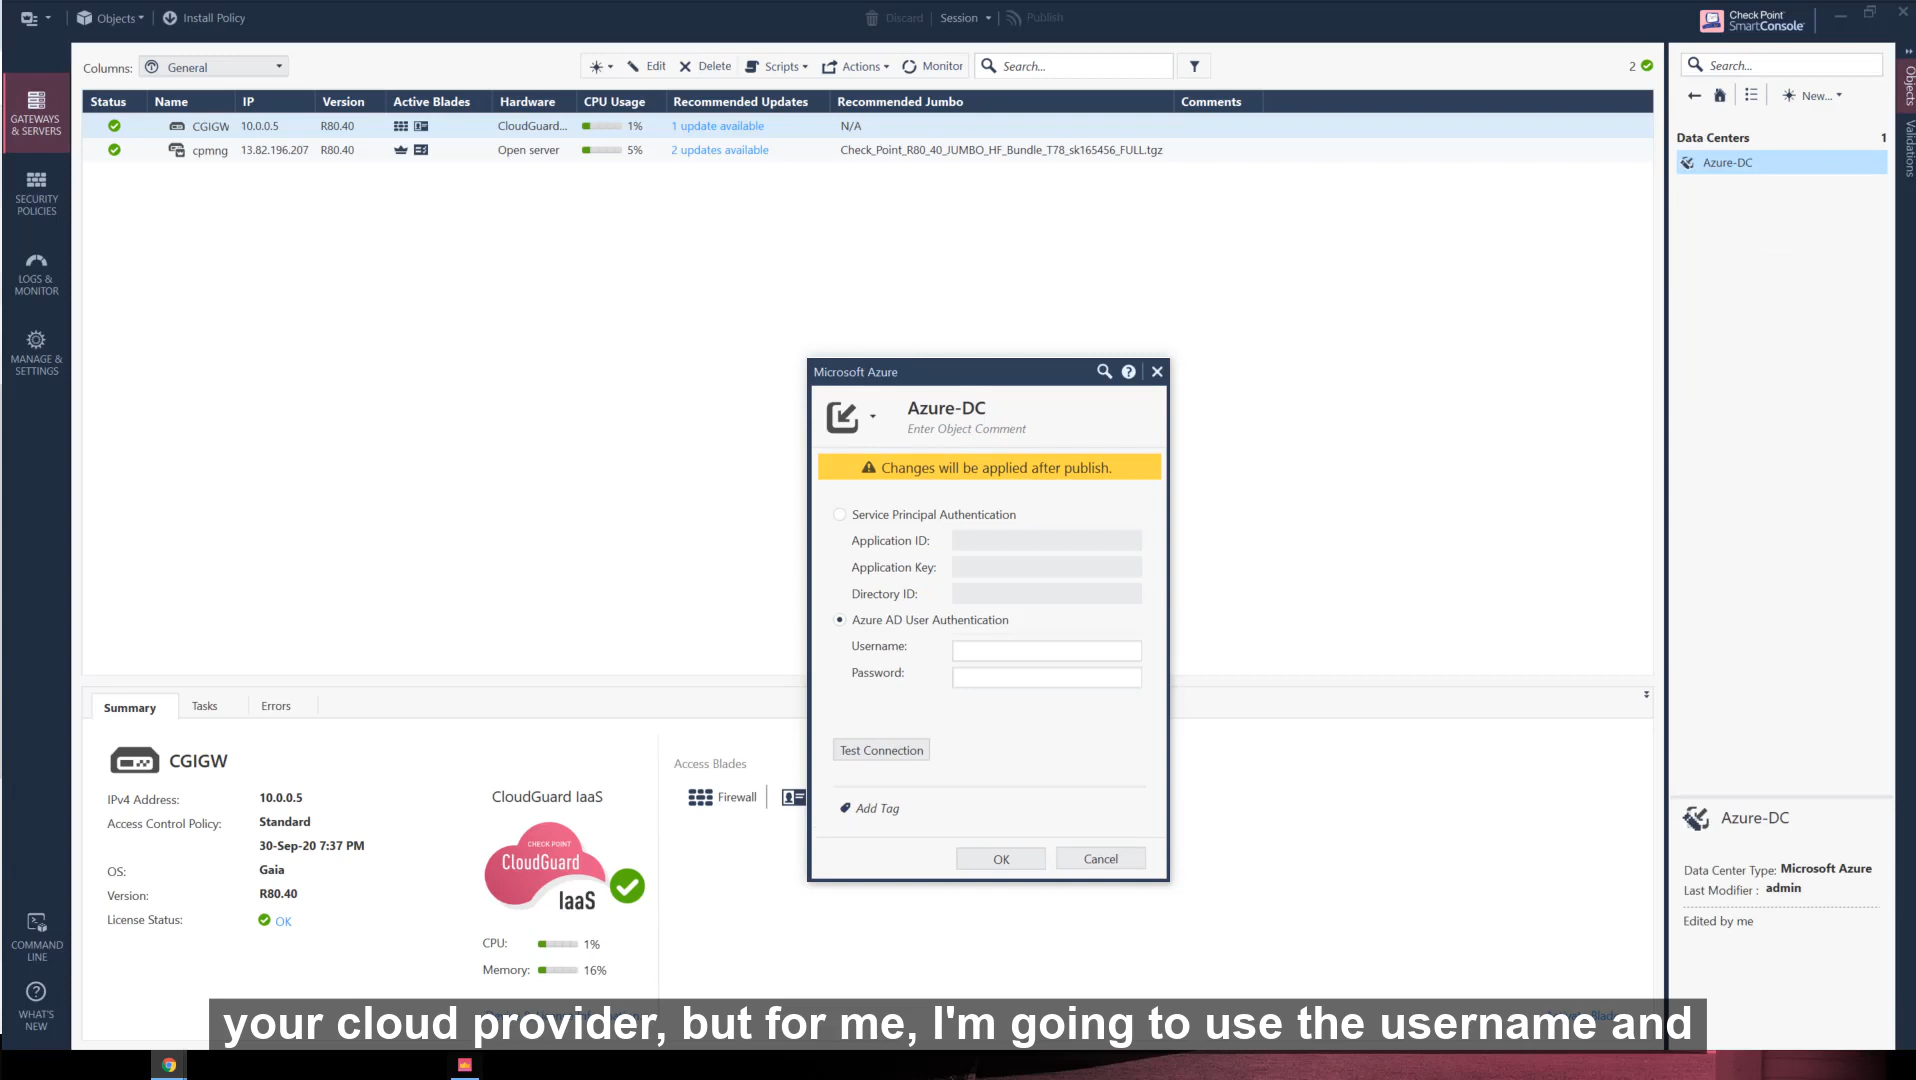 Objects
Install Policy
Discard
Session
Publish
Check Point
SmartConsole
Columns:
General
Edit
Delete
Scripts
Actions
Monitor
Search...
2
Search...
New...
Objects
Validations
GATEWAYS
& SERVERS
SECURITY
POLICIES
LOGS &
MONITOR
MANAGE &
SETTINGS
COMMAND
LINE
WHAT'S
NEW
Status Name IP Version Active Blades Hardware CPU Usage Recommended Updates Recommended Jumbo Comments
CGIGW 10.0.0.5 R80.40 CloudGuard... 1% 1 update available N/A
cpmng 13.82.196.207 R80.40 Open server 5% 2 updates available Check_Point_R80_40_JUMBO_HF_Bundle_T78_sk165456_FULL.tgz
Data Centers 1
Azure-DC
Microsoft Azure
Azure-DC
Enter Object Comment
Changes will be applied after publish.
Service Principal Authentication
Application ID:
Application Key:
Directory ID:
Azure AD User Authentication
Username:
Password:
Test Connection
Add Tag
OK
Cancel
Summary
Tasks
Errors
CGIGW
IPv4 Address: 10.0.0.5
Access Control Policy: Standard
30-Sep-20 7:37 PM
OS: Gaia
Version: R80.40
License Status: OK
CloudGuard IaaS
CHECK POINT
CloudGuard
IaaS
CPU: 1%
Memory: 16%
Access Blades
Firewall
Azure-DC
Data Center Type: Microsoft Azure
Last Modifier : admin
Edited by me
your cloud provider, but for me, I'm going to use the username and